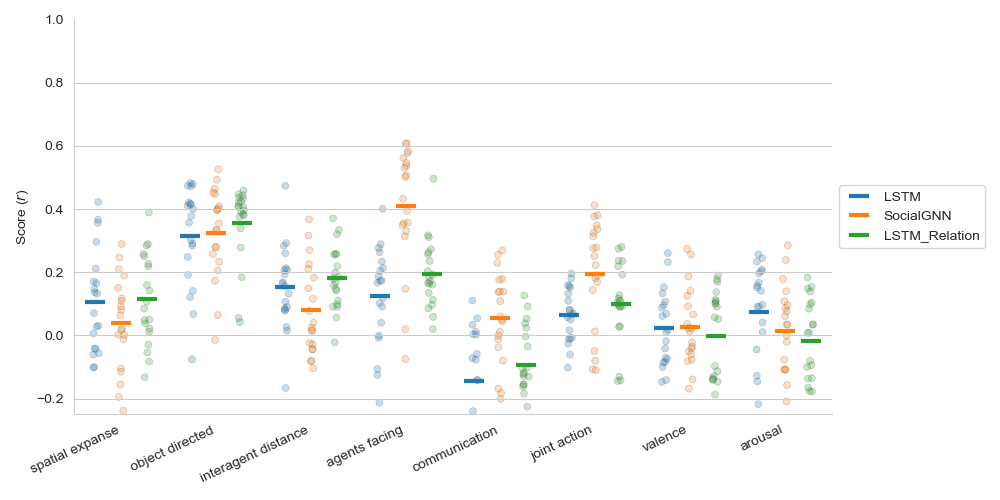 1.0
0.8
0.6
0.4
0.2
0.0
−0.2
Score (r)
spatial expanse
object directed
interagent distance
agents facing
communication
joint action
valence
arousal
LSTM
SocialGNN
LSTM_Relation